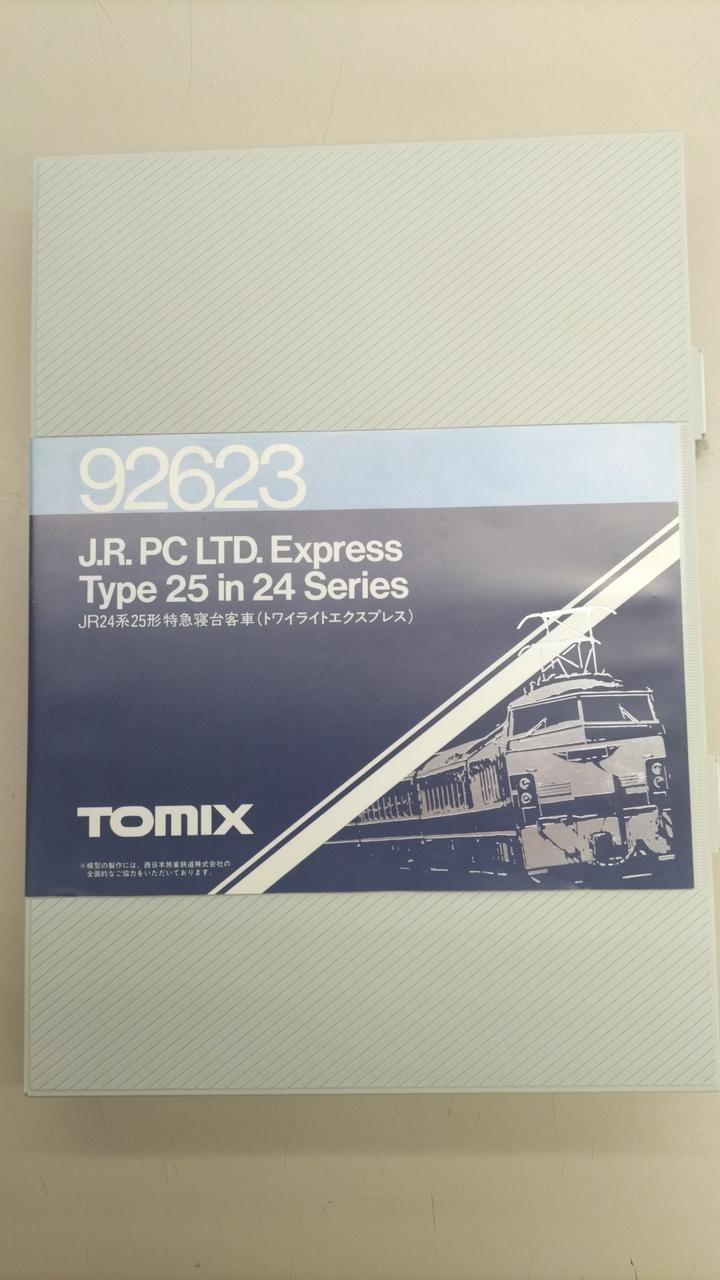 92623
J.R. PC LTD. Express
Type 25 in 24 Series
JR24系25形特急寝台客車(トワイライトエクスプレス)
TOMIX
※模型の製作には、西日本旅客鉄道株式会社の
全面的なご協力をいただいております。